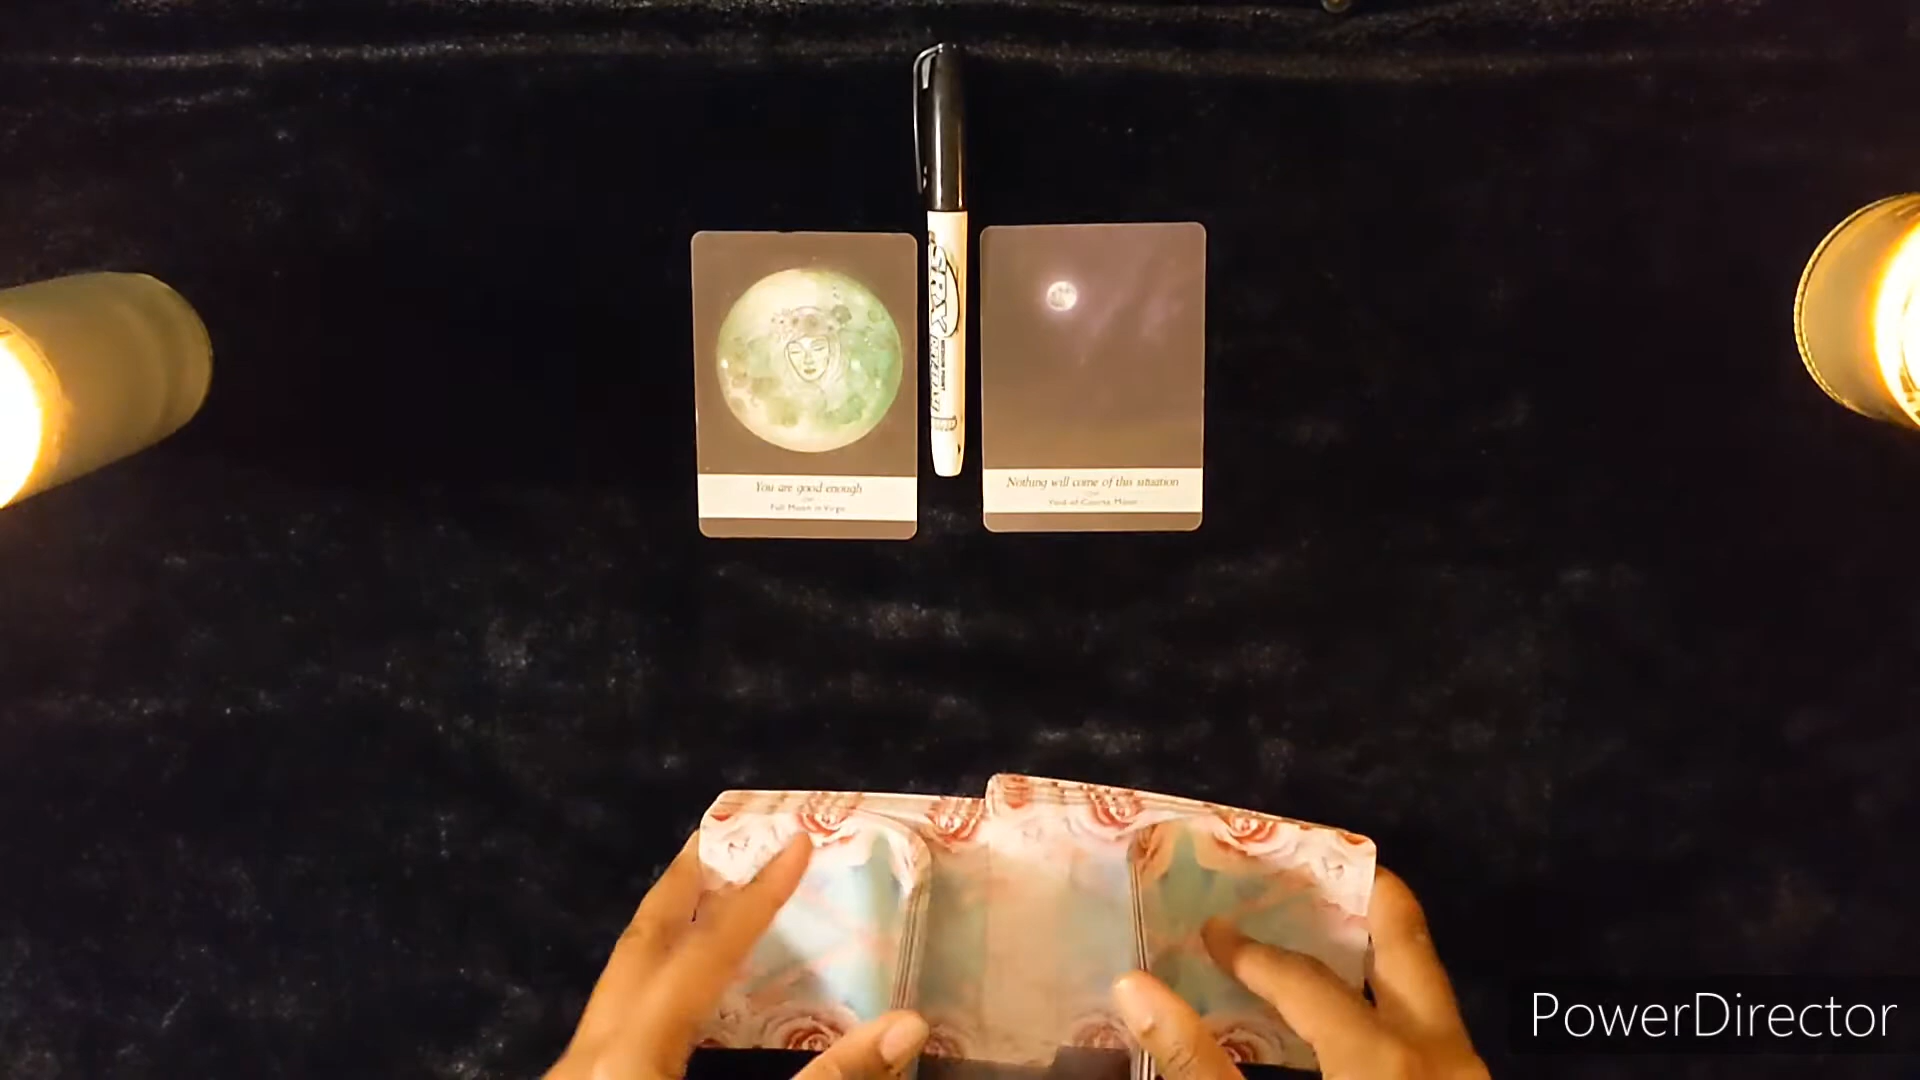 You are good enough
Full Moon in Virgo
Nothing will come of this situation
Void-of-Course Moon
PowerDirector